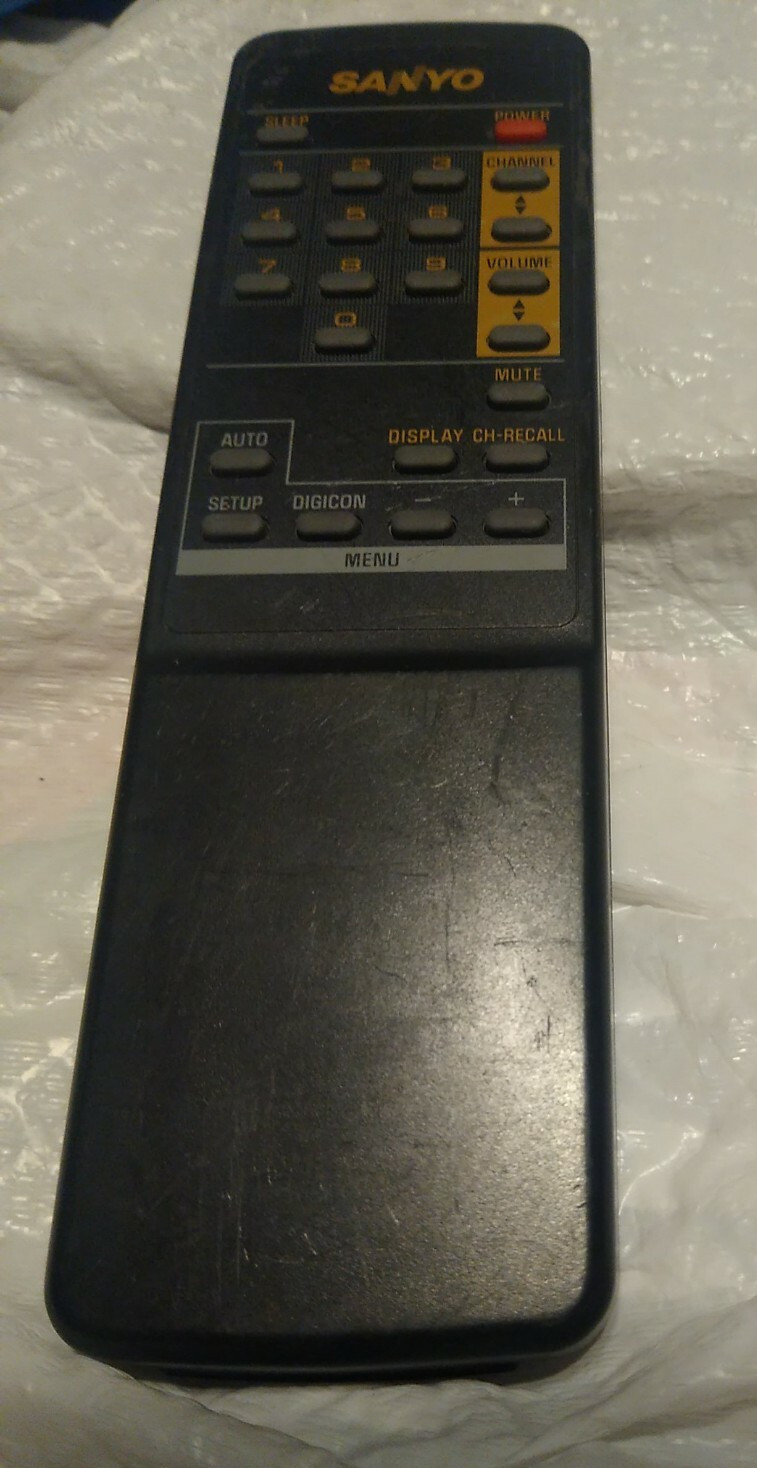 SANYO
SLEEP POWER
1 2 3 CHANNEL
4 5 6
7 8 9 VOLUME
0
MUTE
AUTO DISPLAY CH-RECALL
SETUP DIGICON - +
MENU